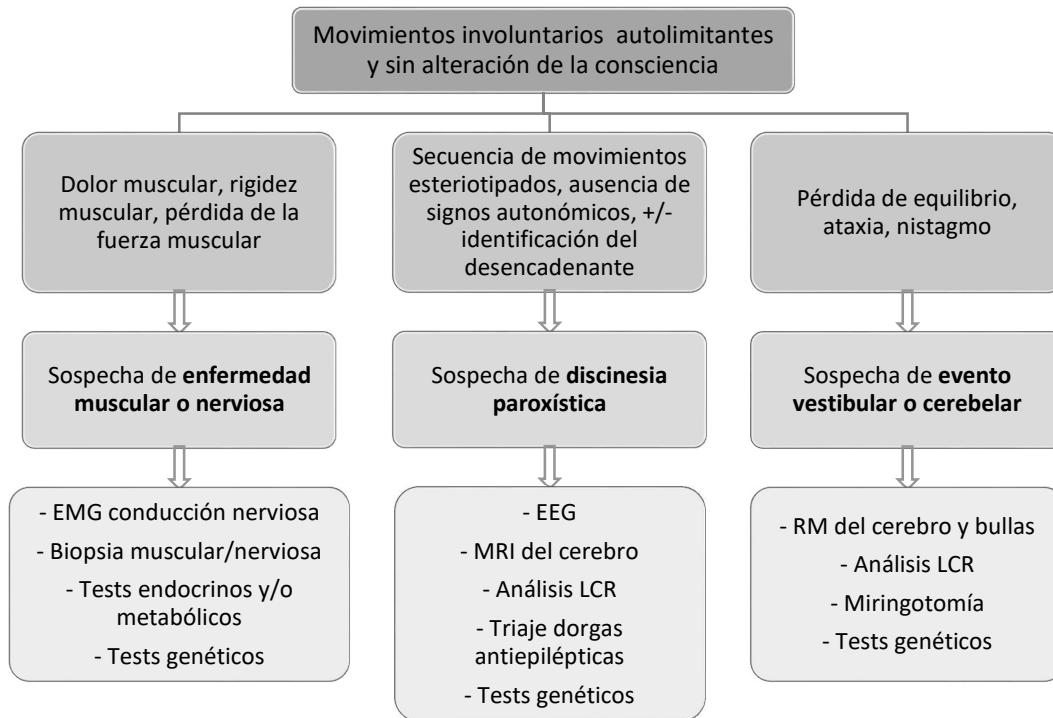 Movimientos involuntarios autolimitantes
y sin alteración de la consciencia
Dolor muscular, rigidez
muscular, pérdida de la
fuerza muscular
Secuencia de movimientos
esteriotipados, ausencia de
signos autonómicos, +/-
identificación del
desencadenante
Pérdida de equilibrio,
ataxia, nistagmo
Sospecha de enfermedad
muscular o nerviosa
Sospecha de discinesia
paroxística
Sospecha de evento
vestibular o cerebelar
- EMG conducción nerviosa
- Biopsia muscular/nerviosa
- Tests endocrinos y/o
metabólicos
- Tests genéticos
- EEG
- MRI del cerebro
- Análisis LCR
- Triaje dorgas
antiepilépticas
- Tests genéticos
- RM del cerebro y bullas
- Análisis LCR
- Miringotomía
- Tests genéticos